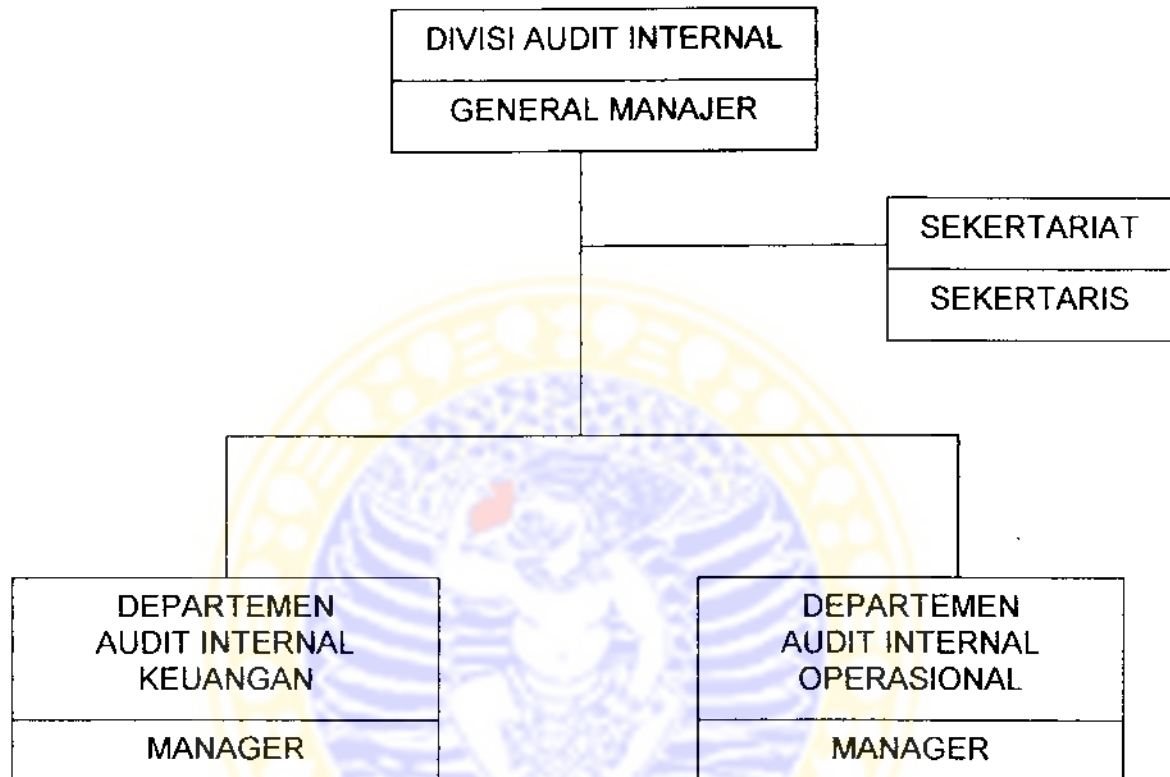 DIVISI AUDIT INTERNAL
GENERAL MANAJER
SEKERTARIAT
SEKERTARIS
DEPARTEMEN
AUDIT INTERNAL
KEUANGAN
MANAGER
DEPARTEMEN
AUDIT INTERNAL
OPERASIONAL
MANAGER